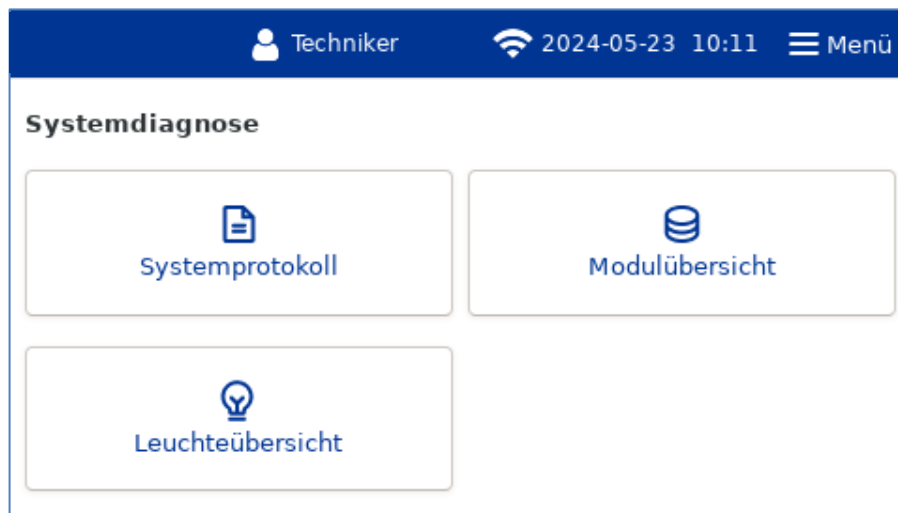 Techniker 2024-05-23 10:11 Menü
Systemdiagnose
Systemprotokoll
Modulübersicht
Leuchteübersicht